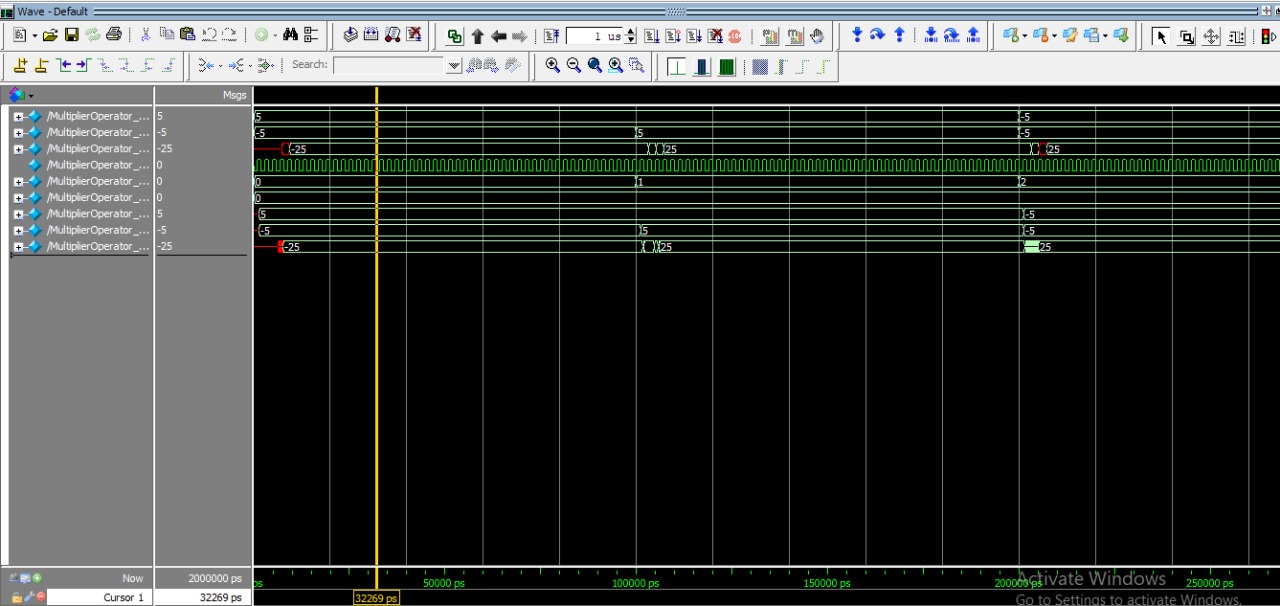 Wave - Default
1 us
Search:
Msgs
/MultiplierOperator_... 5 5 -5
/MultiplierOperator_... -5 -5 5 -5
/MultiplierOperator_... -25 -25 25 25
/MultiplierOperator_... 0
/MultiplierOperator_... 0 0 1 2
/MultiplierOperator_... 0 0
/MultiplierOperator_... 5 5 -5
/MultiplierOperator_... -5 -5 5 -5
/MultiplierOperator_... -25 -25 25 25
Now 2000000 ps ps 50000 ps 100000 ps 150000 ps 200000 ps 250000 ps
Activate Windows
Cursor 1 32269 ps 32269 ps
Go to Settings to activate Windows.